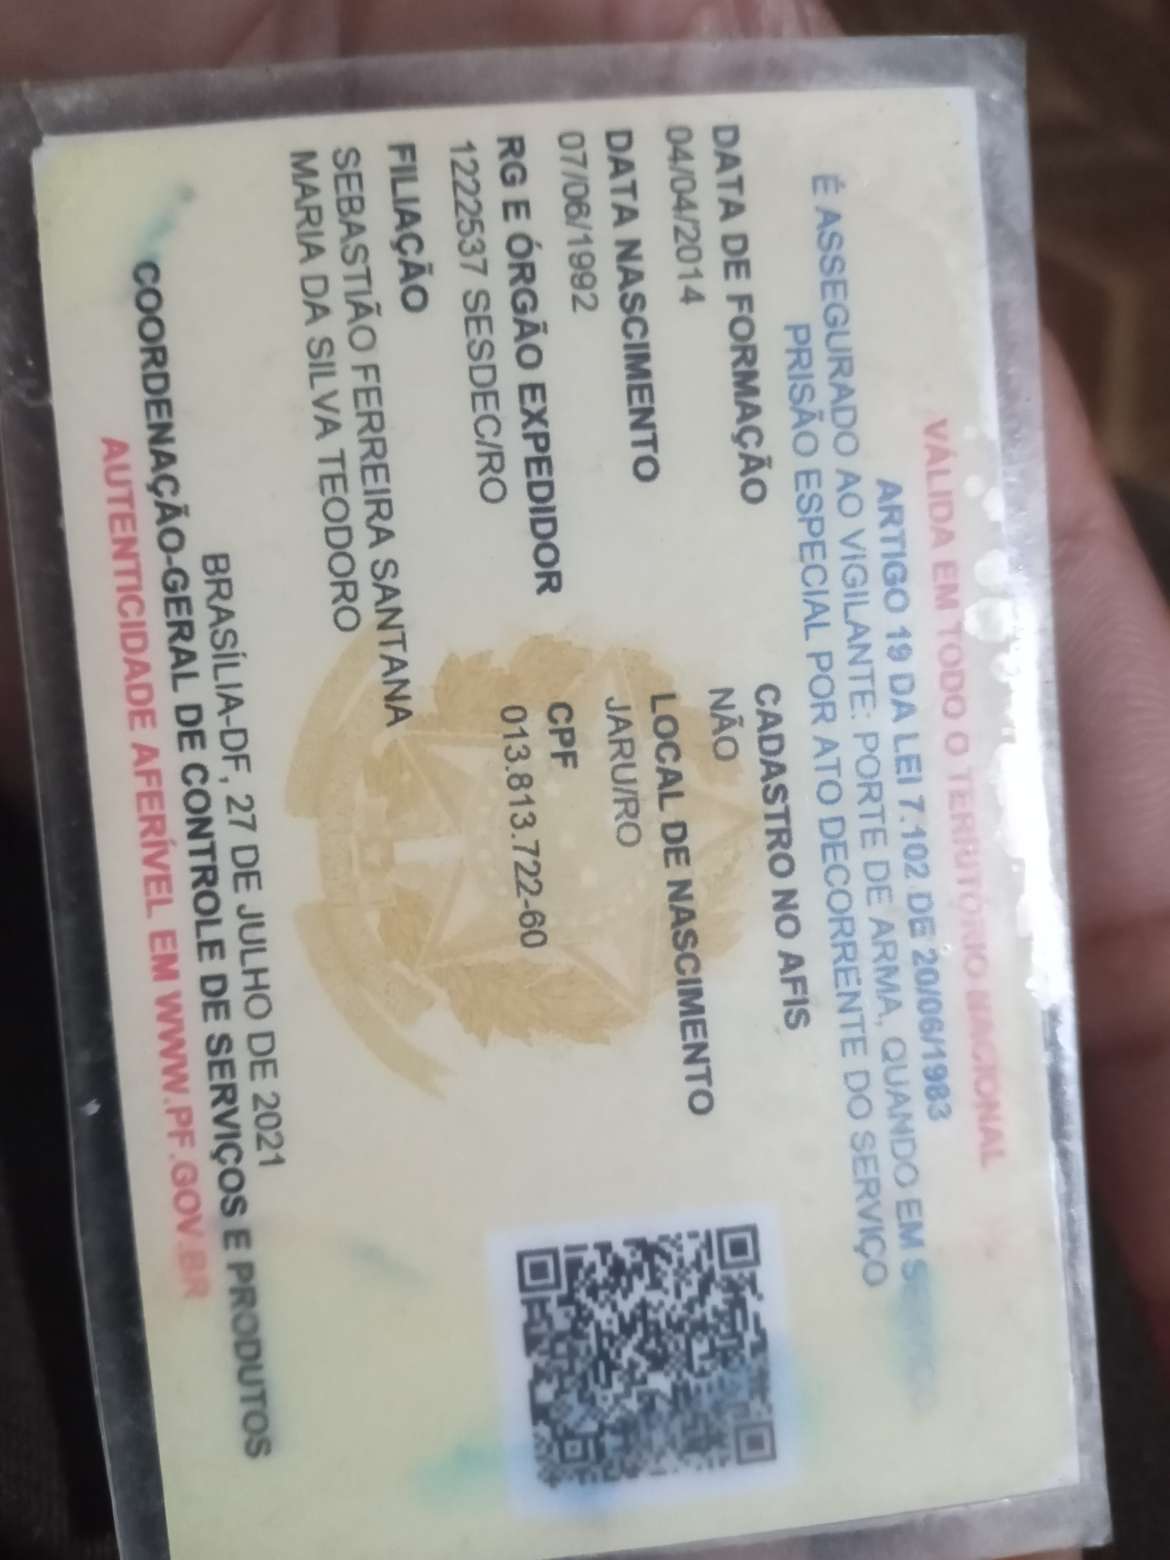 VÁLIDA EM TODO O TERRITÓRIO NACIONAL
ARTIGO 19 DA LEI 7.102 DE 20/06/1983
É ASSEGURADO AO VIGILANTE: PORTE DE ARMA, QUANDO EM SERVIÇO
PRISÃO ESPECIAL POR ATO DECORRENTE DO SERVIÇO
DATA DE FORMAÇÃO CADASTRO NO AFIS
04/04/2014 NÃO
DATA NASCIMENTO LOCAL DE NASCIMENTO
07/06/1992 JARU/RO
RG E ÓRGÃO EXPEDIDOR CPF
1222537 SESDEC/RO 013.813.722-60
FILIAÇÃO
SEBASTIÃO FERREIRA SANTANA
MARIA DA SILVA TEODORO
BRASÍLIA-DF, 27 DE JULHO DE 2021
COORDENAÇÃO-GERAL DE CONTROLE DE SERVIÇOS E PRODUTOS
AUTENTICIDADE AFERÍVEL EM WWW.PF.GOV.BR